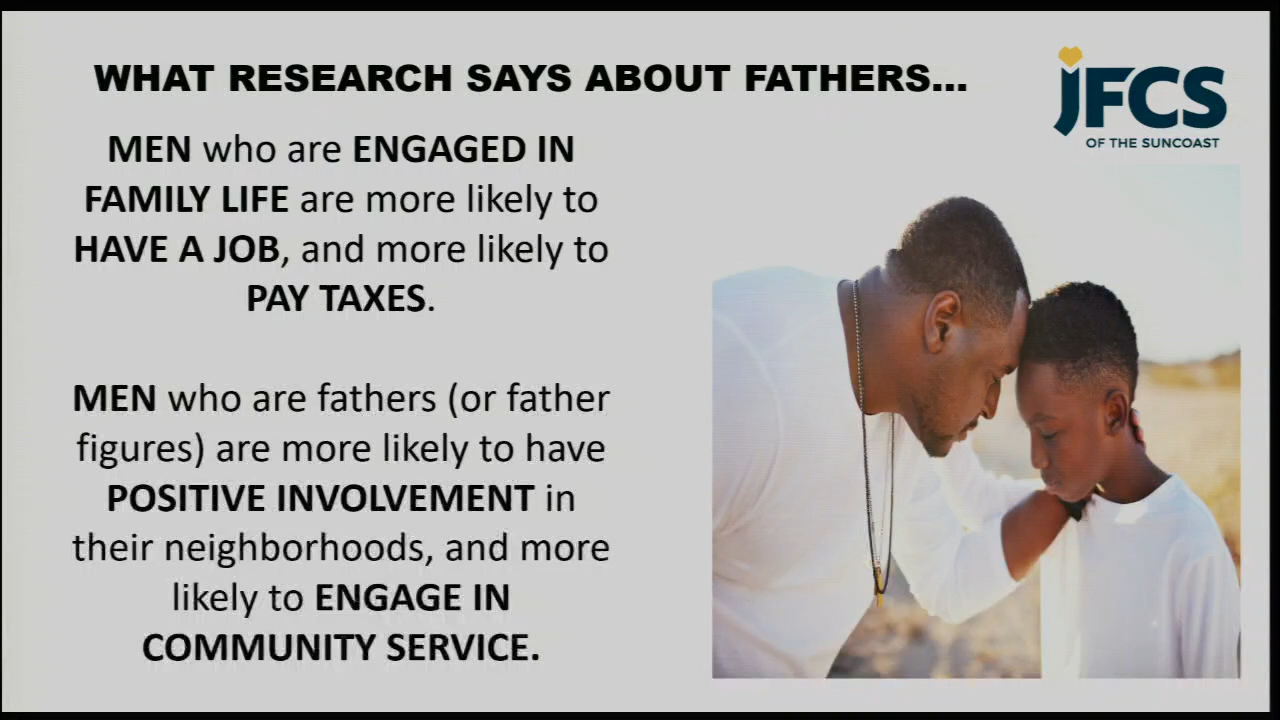 WHAT RESEARCH SAYS ABOUT FATHERS...
jFCS
OF THE SUNCOAST
MEN who are ENGAGED IN
FAMILY LIFE are more likely to
HAVE A JOB, and more likely to
PAY TAXES.
MEN who are fathers (or father
figures) are more likely to have
POSITIVE INVOLVEMENT in
their neighborhoods, and more
likely to ENGAGE IN
COMMUNITY SERVICE.